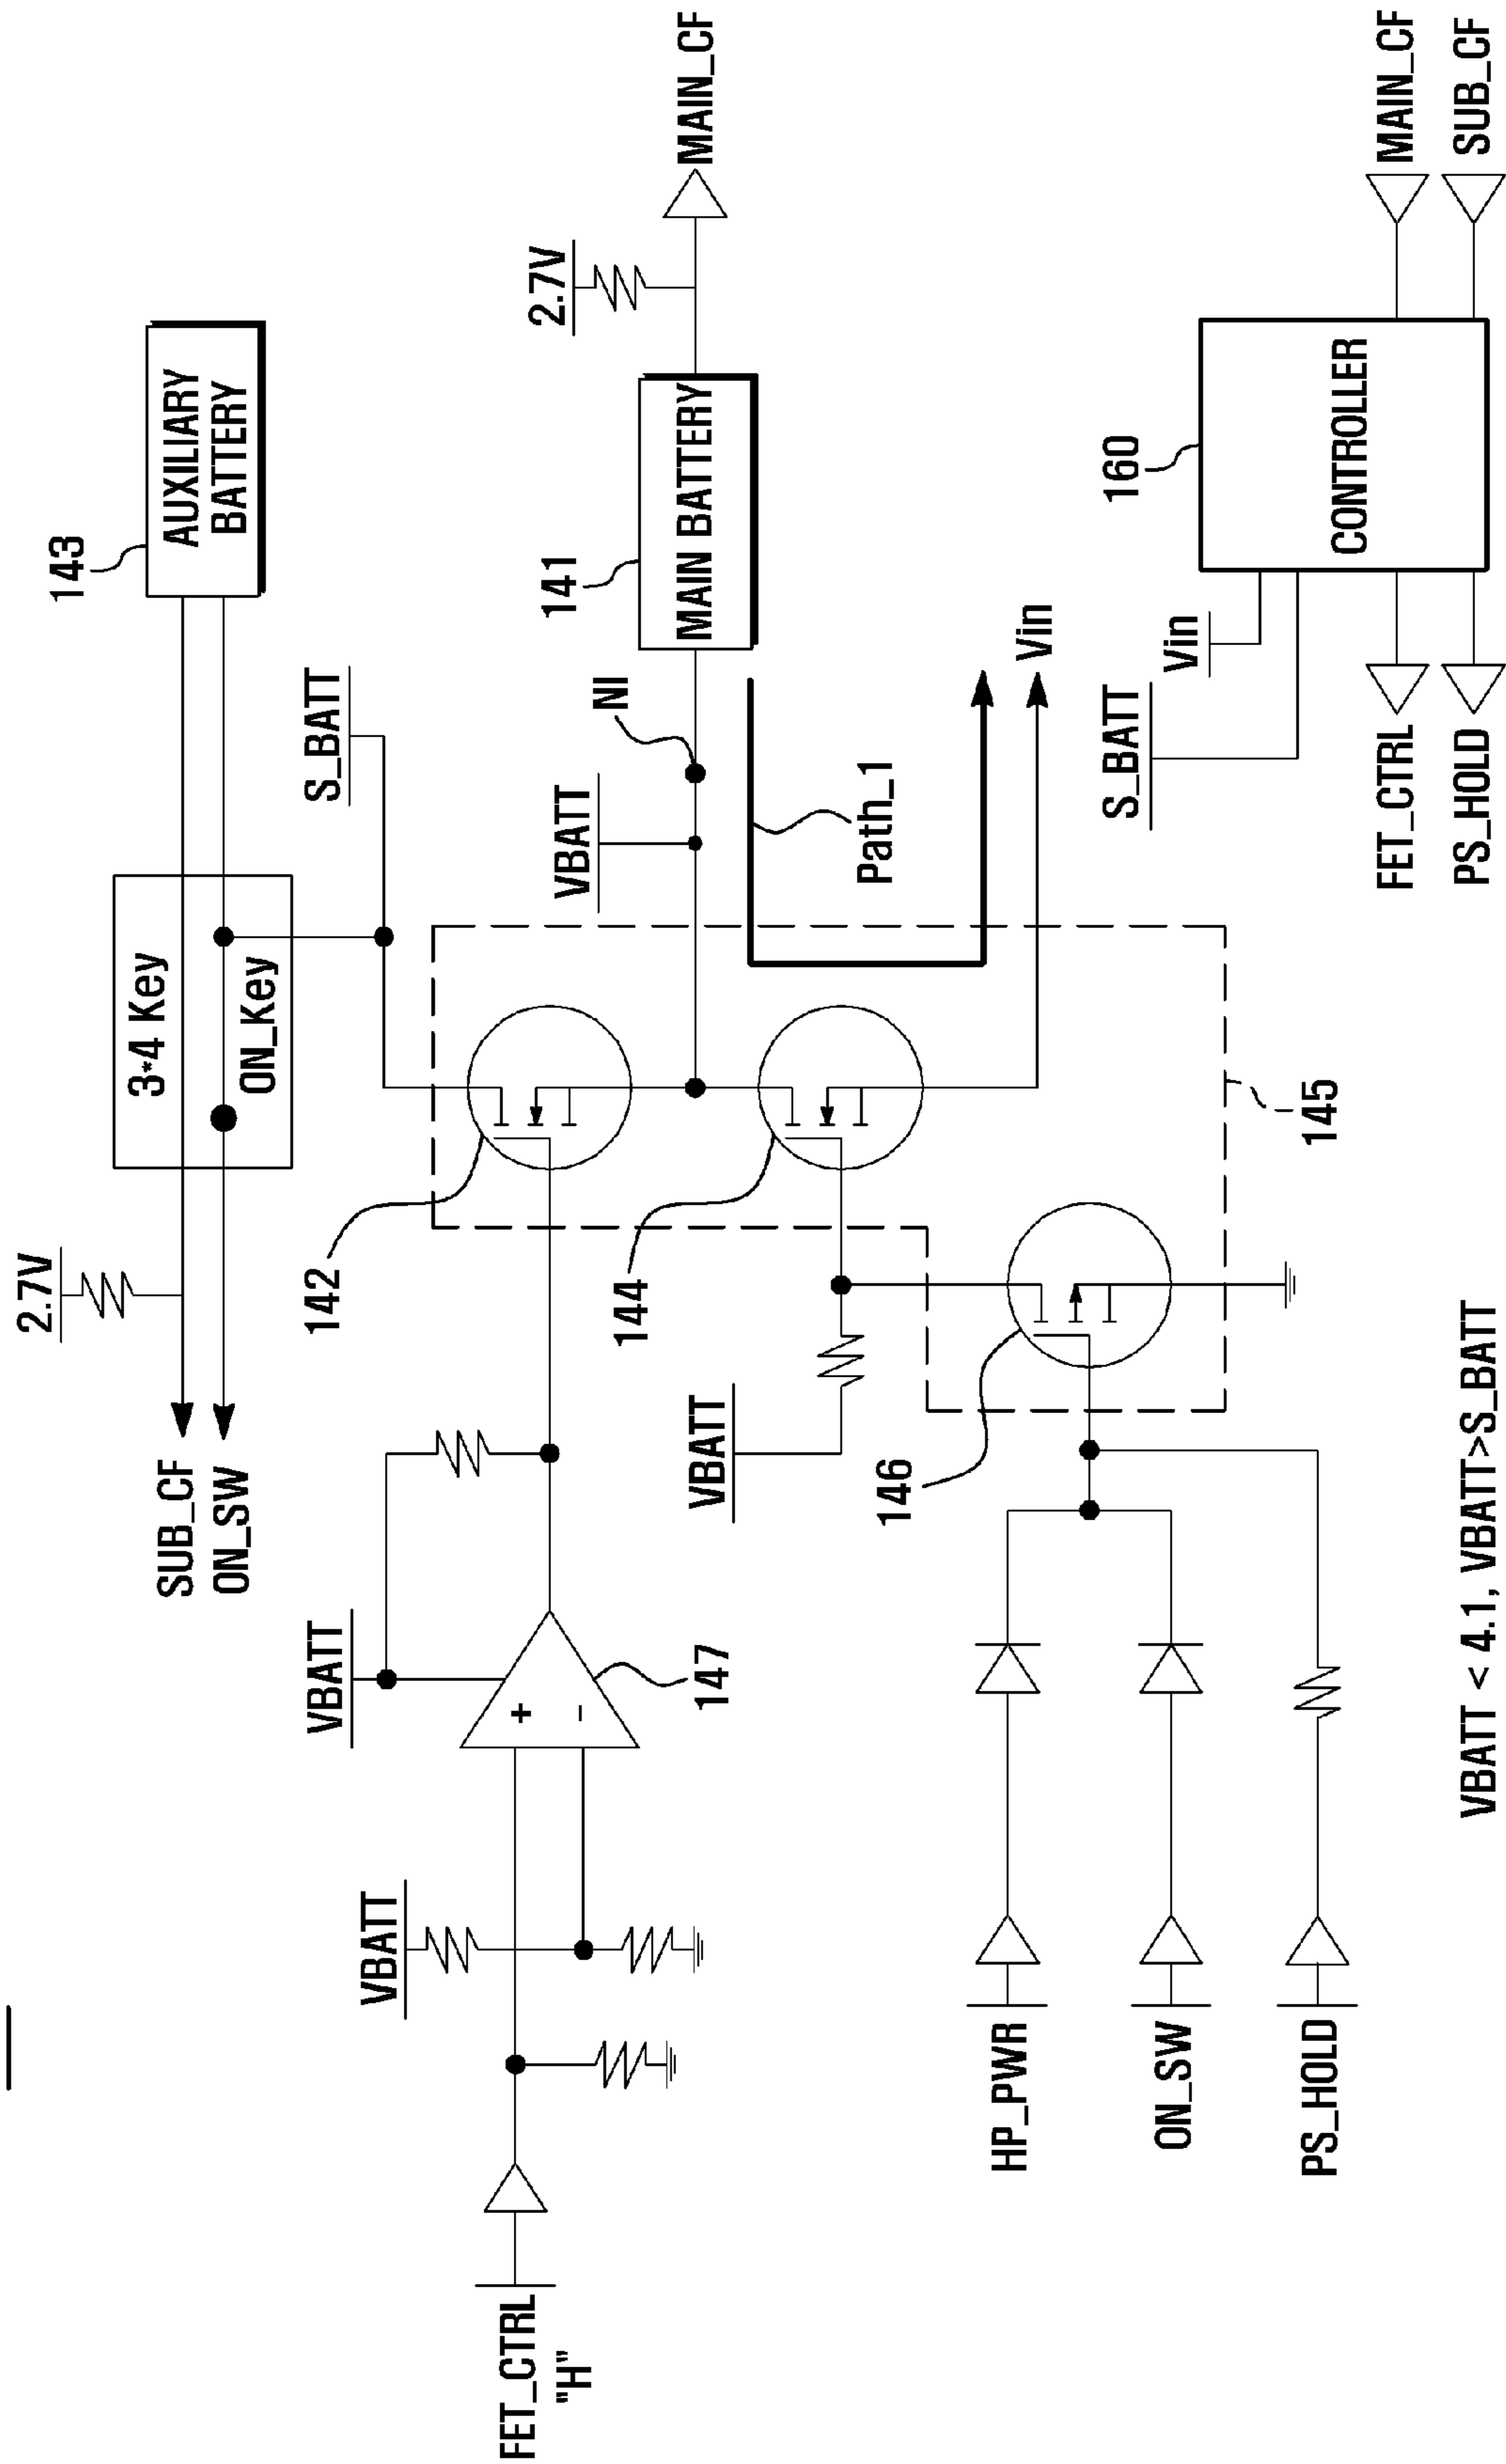 FET_CTRL
"H"
VBATT
VBATT
+
-
147
2.7V
SUB_CF
ON_SW
3*4 Key
ON_Key
143
AUXILIARY
BATTERY
S_BATT
142
144
VBATT
VBATT
NI
141
MAIN BATTERY
2.7V
MAIN_CF
Path_1
Vin
145
146
HP_PWR
ON_SW
PS_HOLD
S_BATT
Vin
160
CONTROLLER
FET_CTRL
PS_HOLD
MAIN_CF
SUB_CF
VBATT < 4.1, VBATT>S_BATT